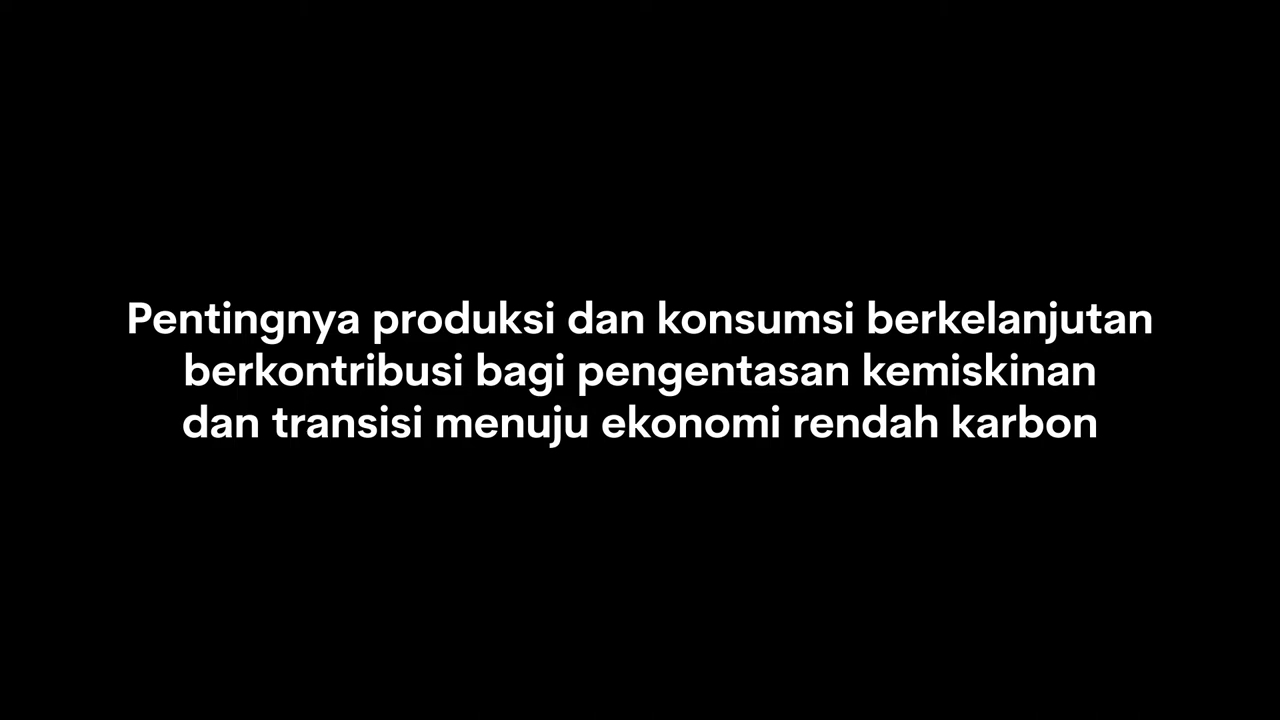 Pentingnya produksi dan konsumsi berkelanjutan
berkontribusi bagi pengentasan kemiskinan
dan transisi menuju ekonomi rendah karbon